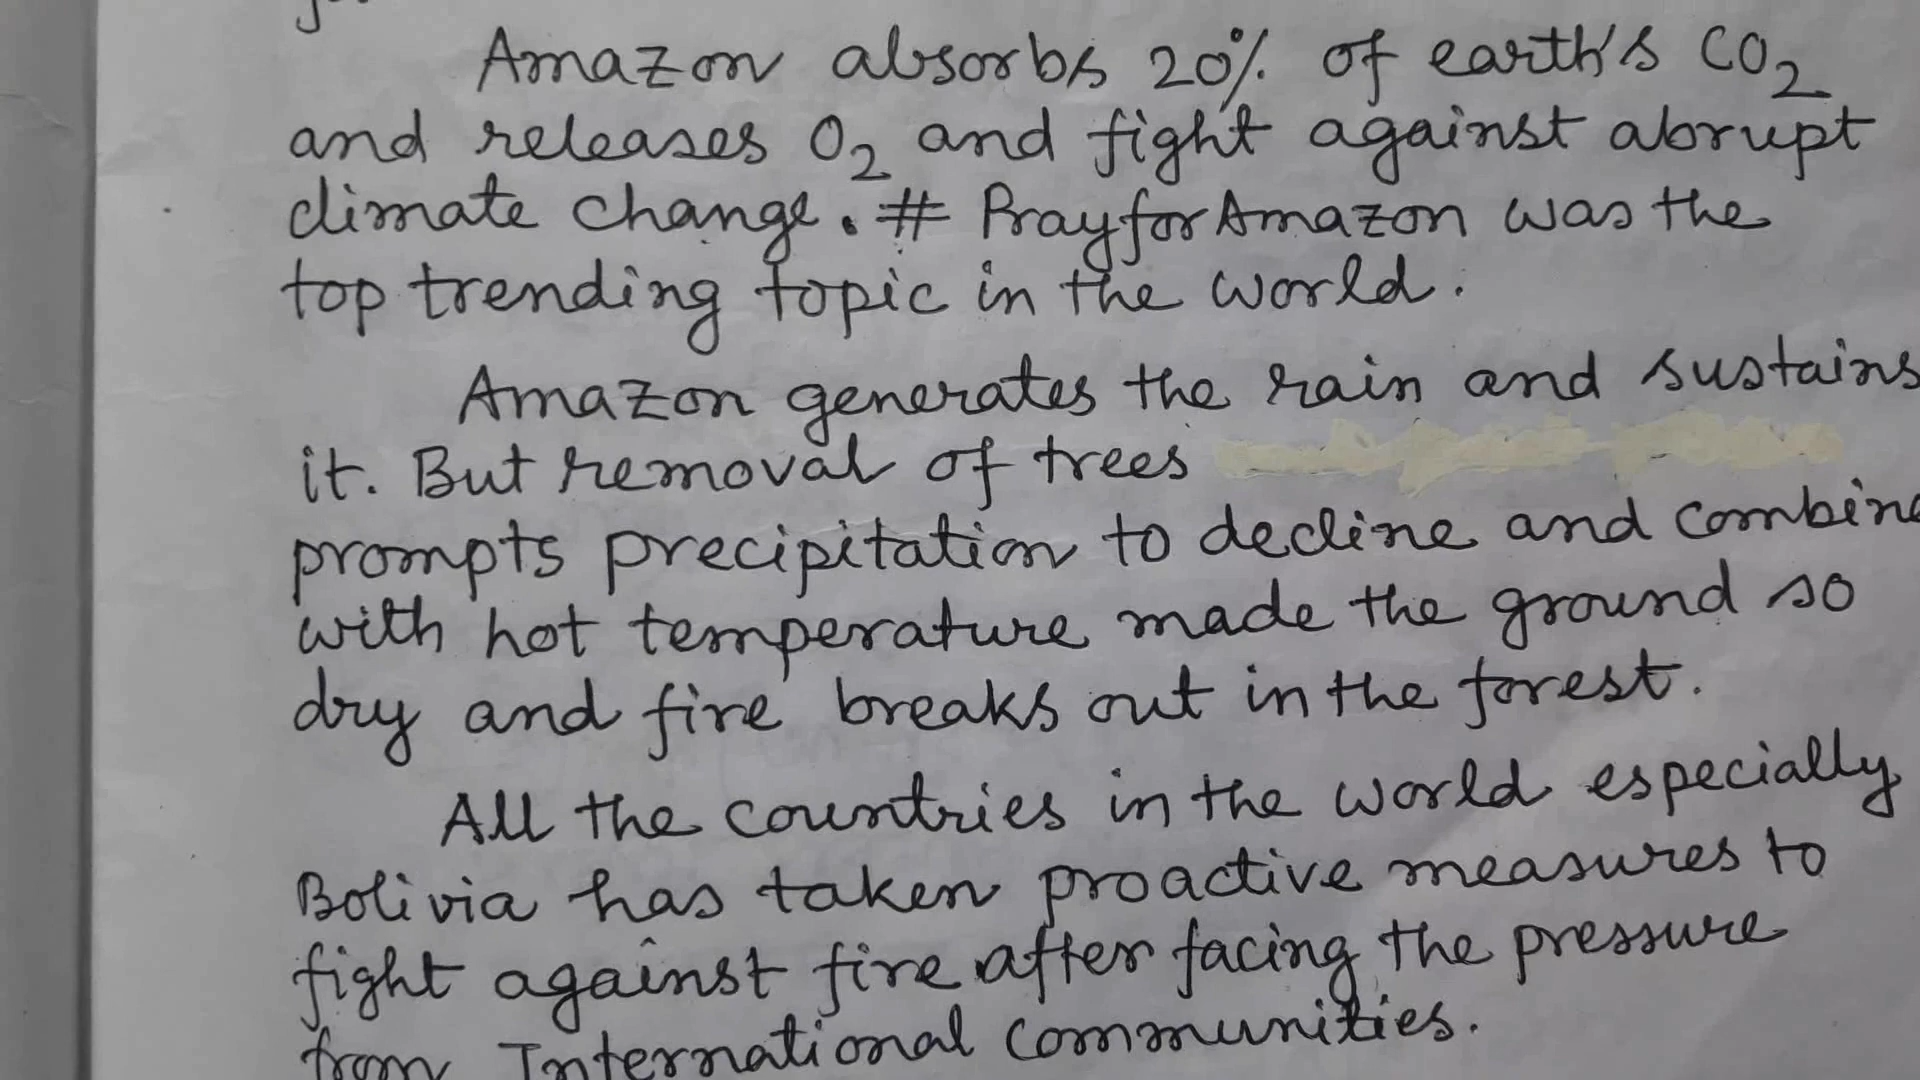 Amazon absorbs 20% of earth's CO2
and releases O2 and fight against abrupt
climate change. # PrayforAmazon was the
top trending topic in the world.
Amazon generates the rain and sustains
it. But removal of trees
prompts precipitation to decline and combine
with hot temperature made the ground so
dry and fire breaks out in the forest.
All the countries in the world especially
Bolivia has taken proactive measures to
fight against fire after facing the pressure
from International communities.